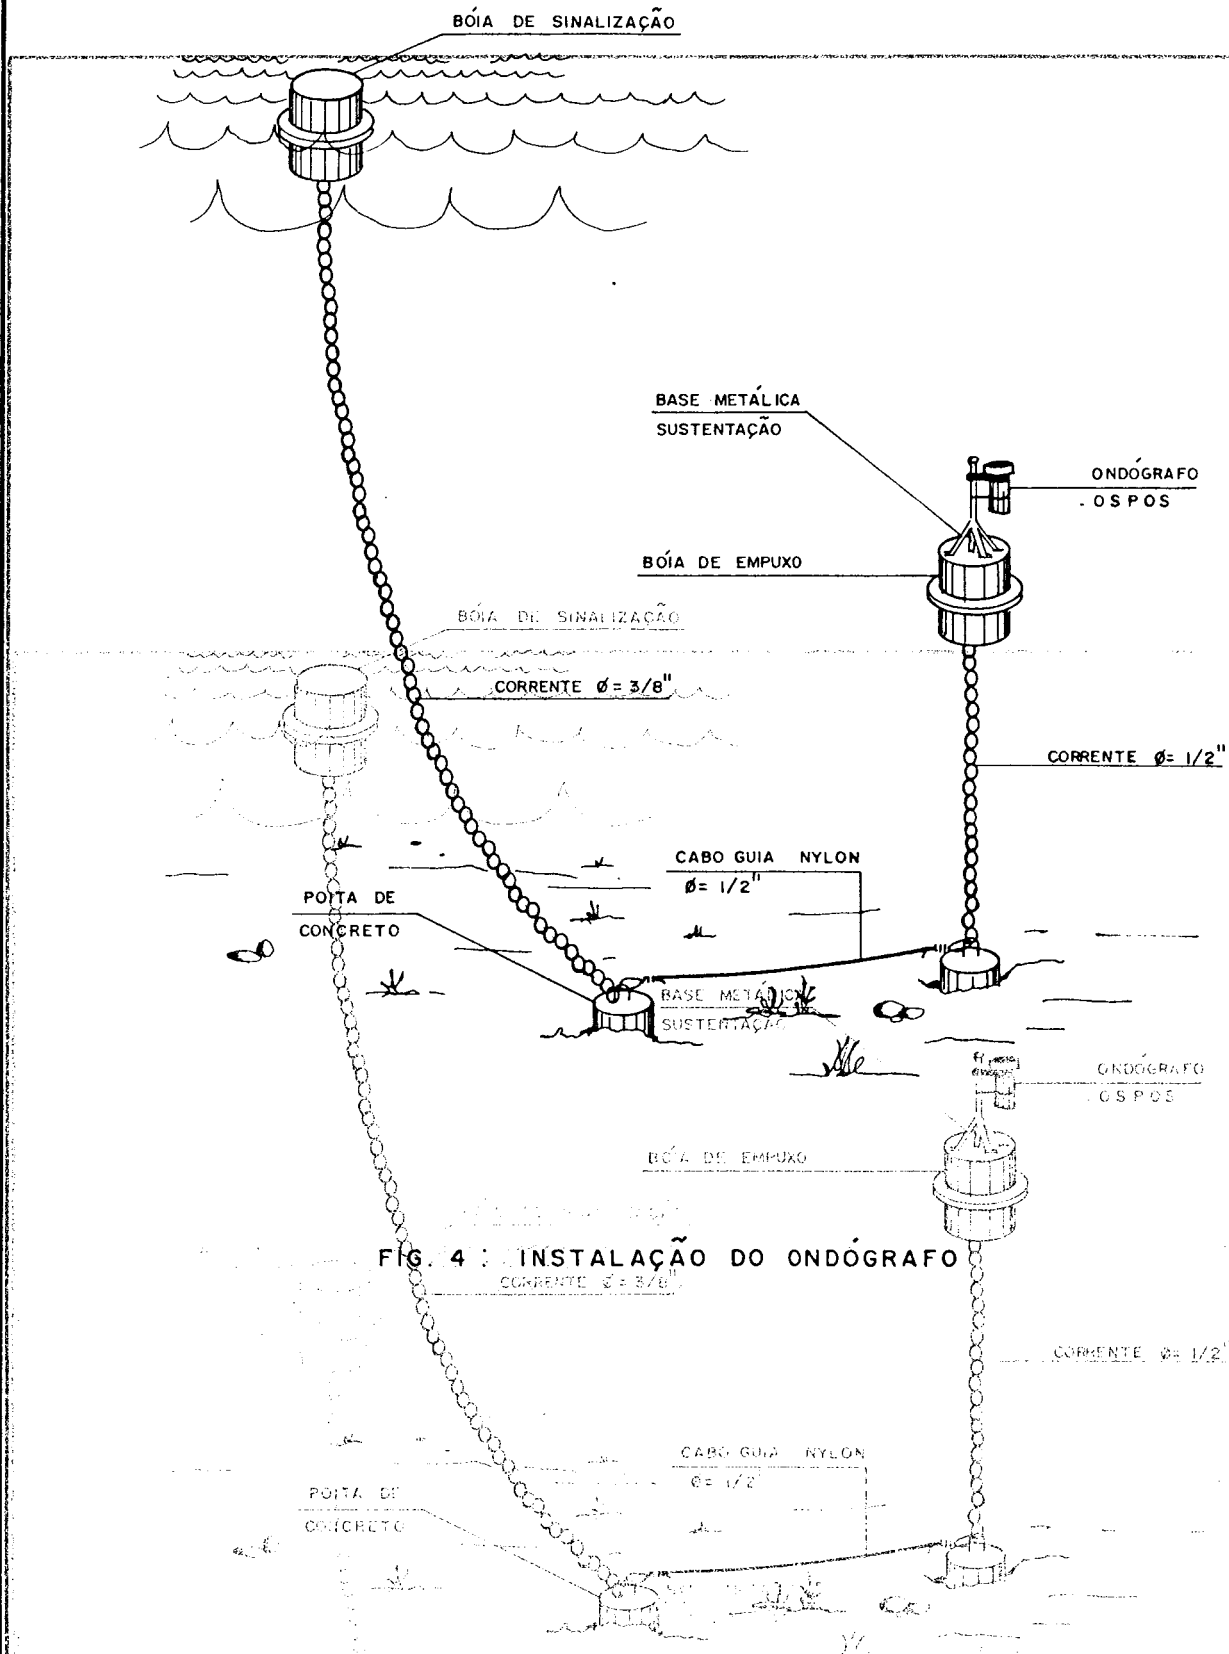 BÓIA DE SINALIZAÇÃO
BASE METÁLICA
SUSTENTAÇÃO
ONDÓGRAFO
.OSPOS
BÓIA DE EMPUXO
BÓIA DE SINALIZAÇÃO
CORRENTE Ø= 3/8"
CORRENTE Ø= 1/2"
CABO GUIA NYLON
Ø= 1/2"
POITA DE
CONCRETO
BASE METÁLICA
SUSTENTAÇÃO
ONDÓGRAFO
.OSPOS
BÓIA DE EMPUXO
FIG. 4 : INSTALAÇÃO DO ONDÓGRAFO
CORRENTE Ø= 3/8"
CORRENTE Ø= 1/2"
CABO GUIA NYLON
Ø= 1/2
POITA DE
CONCRETO